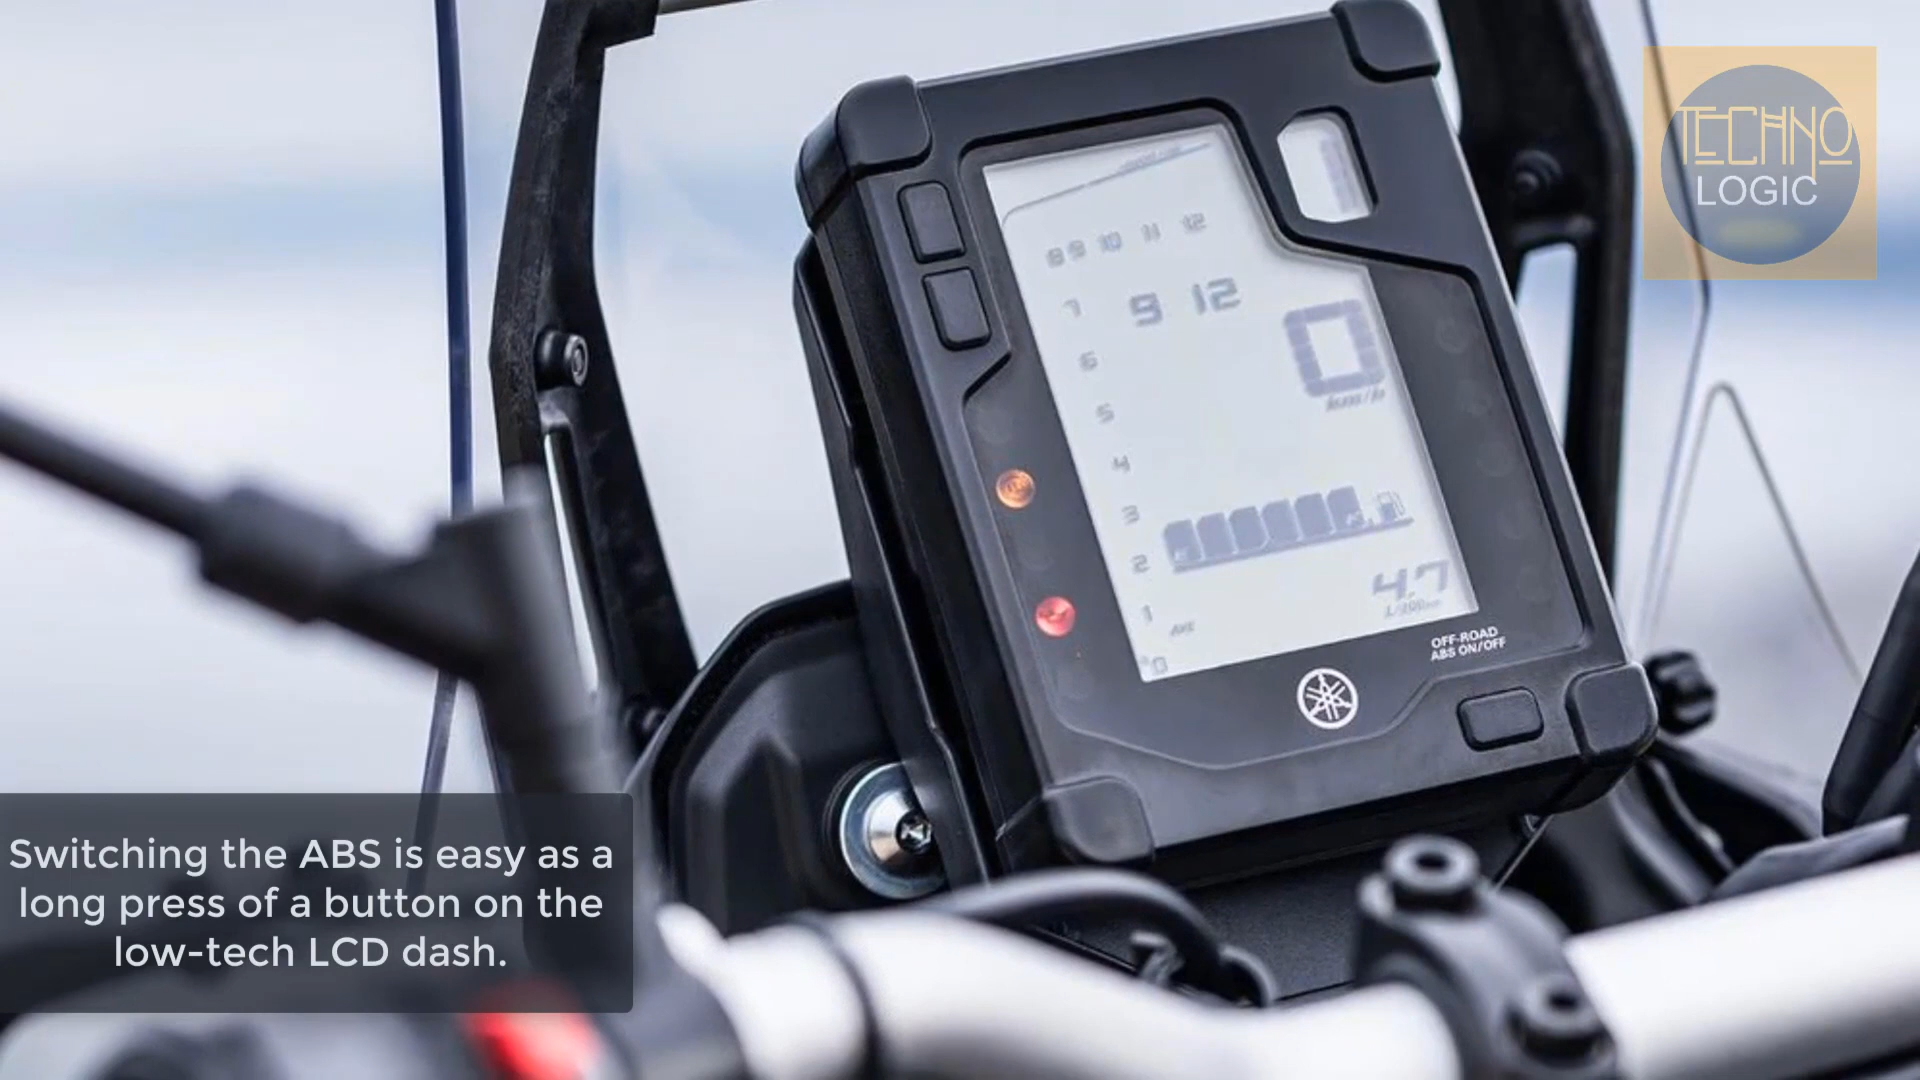 TECHNO
LOGIC
8 9 10 11 12
7
9 12
6
0
km/h
5
4
3
2
4.7
L/100km
1
AVE
0
OFF-ROAD
ABS ON/OFF
Switching the ABS is easy as a
long press of a button on the
low-tech LCD dash.